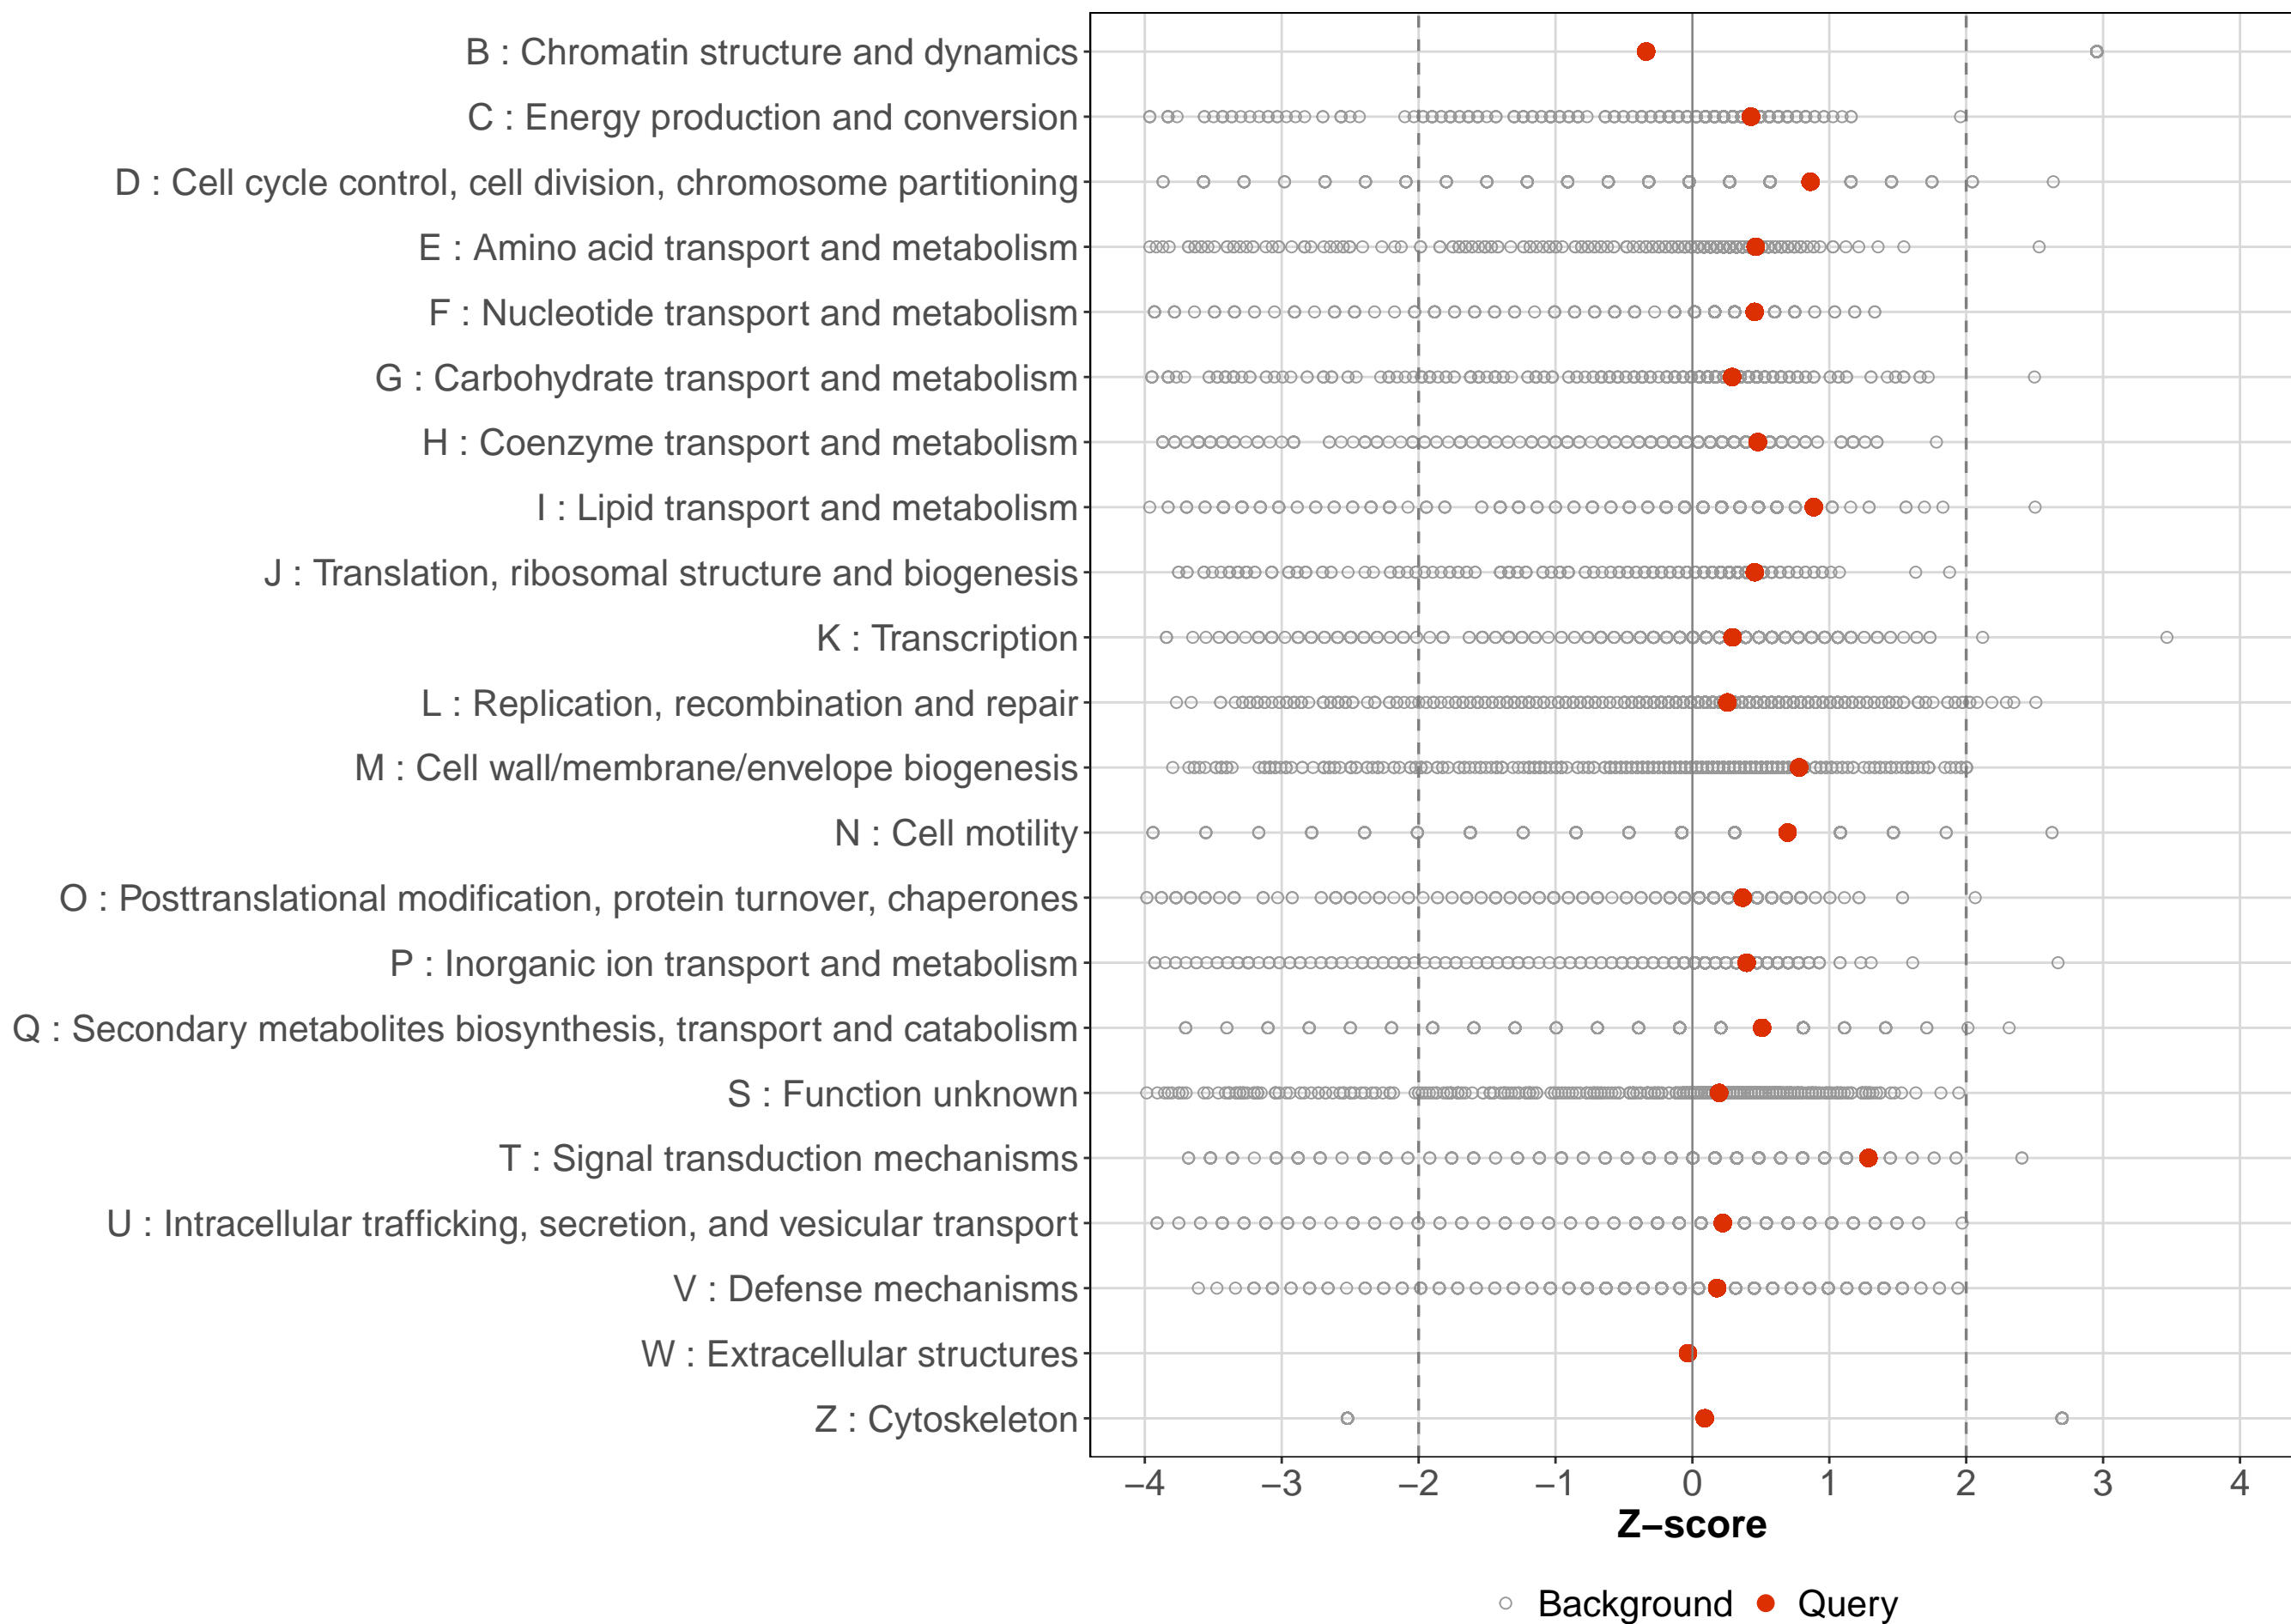 B : Chromatin structure and dynamics
C : Energy production and conversion
D : Cell cycle control, cell division, chromosome partitioning
E : Amino acid transport and metabolism
F : Nucleotide transport and metabolism
G : Carbohydrate transport and metabolism
H : Coenzyme transport and metabolism
I : Lipid transport and metabolism
J : Translation, ribosomal structure and biogenesis
K : Transcription
L : Replication, recombination and repair
M : Cell wall/membrane/envelope biogenesis
N : Cell motility
O : Posttranslational modification, protein turnover, chaperones
P : Inorganic ion transport and metabolism
Q : Secondary metabolites biosynthesis, transport and catabolism
S : Function unknown
T : Signal transduction mechanisms
U : Intracellular trafficking, secretion, and vesicular transport
V : Defense mechanisms
W : Extracellular structures
Z : Cytoskeleton
−4 −3 −2 −1 0 1 2 3 4
Z−score
Background Query